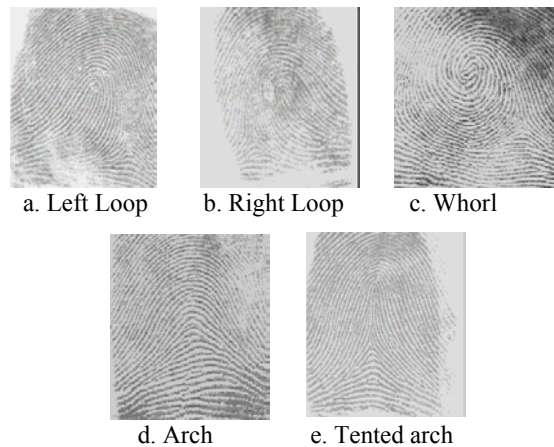 a. Left Loop
b. Right Loop
c. Whorl
d. Arch
e. Tented arch